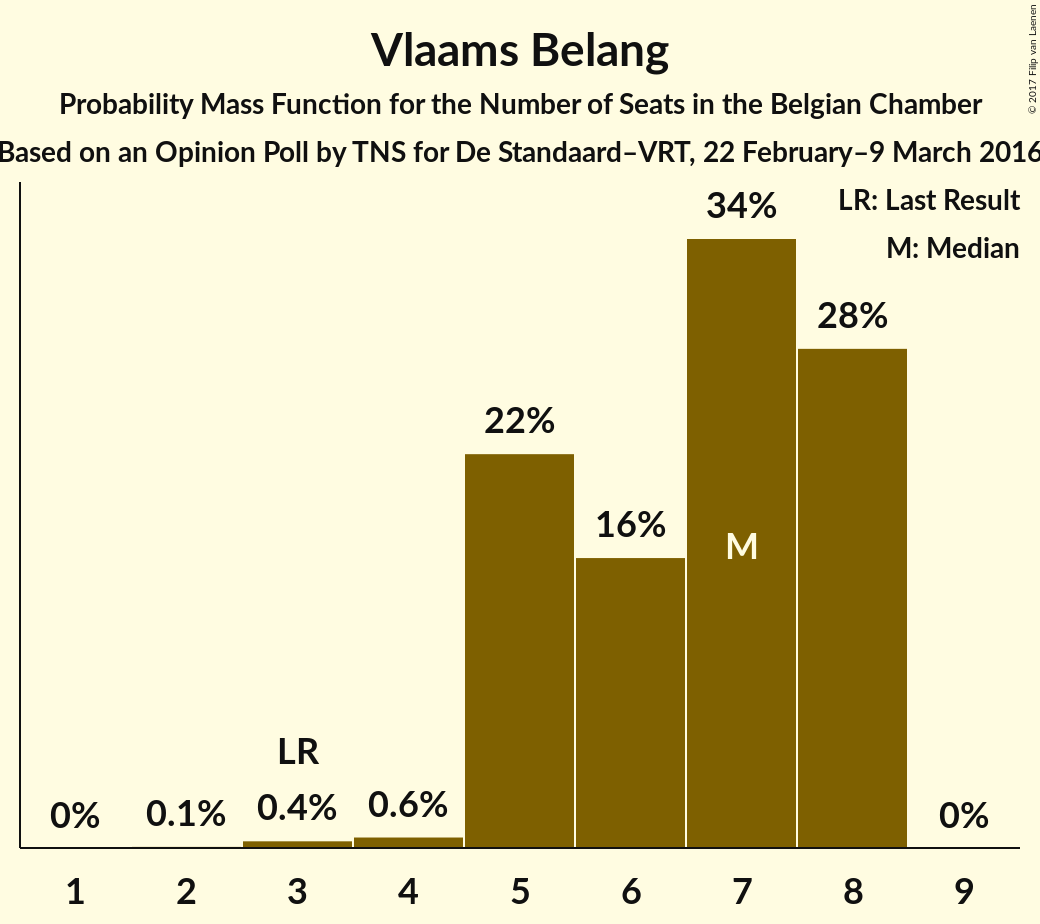 Vlaams Belang
Probability Mass Function for the Number of Seats in the Belgian Chamber
Based on an Opinion Poll by TNS for De Standaard–VRT, 22 February–9 March 2016
© 2017 Filip van Laenen
LR: Last Result
M: Median
34%
28%
22%
16%
M
LR
0% 0.1% 0.4% 0.6% 0%
1 2 3 4 5 6 7 8 9